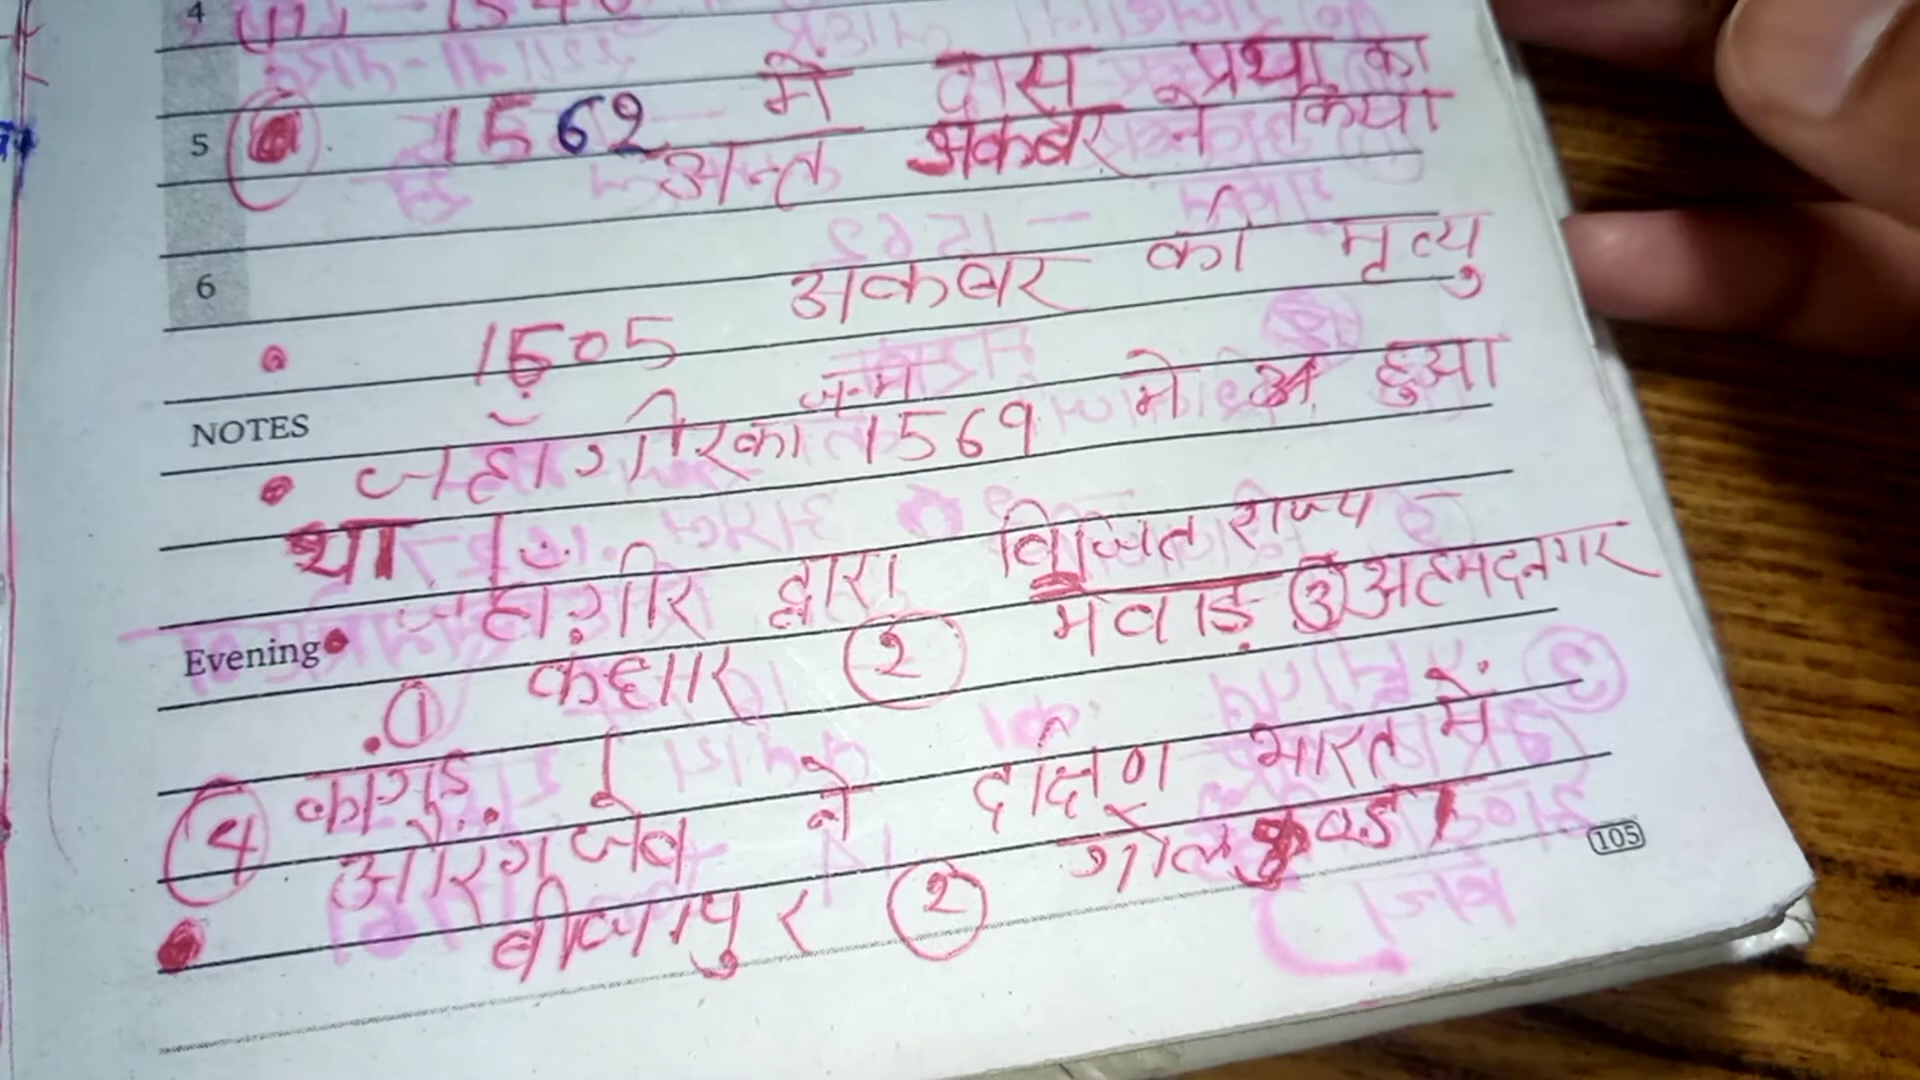 4
5 1562 में दास प्रथा का
अन्त अकबर ने किया
6
1505 अकबर की मृत्यु
NOTES
जन्म
जहाँगीर का 1569 मे हुआ
था।
Evening जहाँगीर द्वारा विजित राज्य
① कंधार ② मेवाड़ ③ अहमदनगर
④ कांगड़ा।
औरंगजेब ने दक्षिण भारत में
बीजापुर ② गोलकुण्डा
105